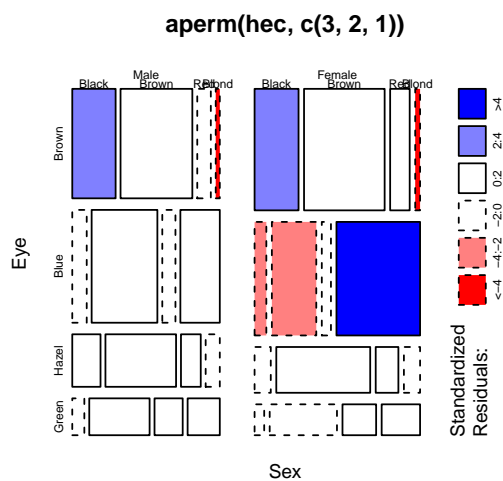 aperm(hec, c(3, 2, 1))
Male Female
Black Brown Red Blond Black Brown Red Blond
Brown
Blue
Hazel
Green
Eye
Sex
Standardized
Residuals:
<−4
−4:−2
−2:0
0:2
2:4
>4